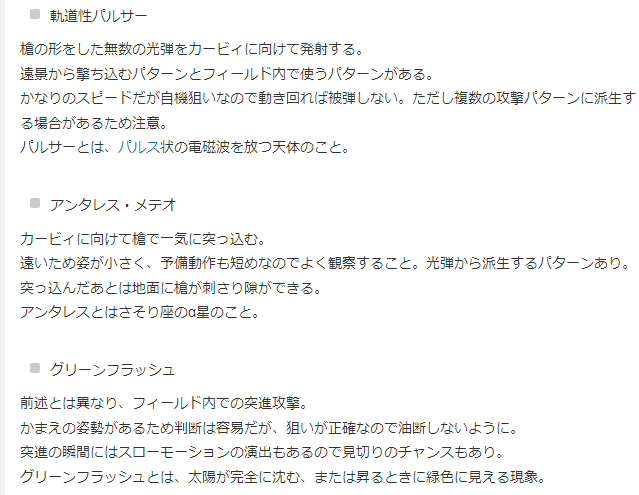 軌道性パルサー
槍の形をした無数の光弾をカービィに向けて発射する。
遠景から撃ち込むパターンとフィールド内で使うパターンがある。
かなりのスピードだが自機狙いなので動き回れば被弾しない。ただし複数の攻撃パターンに派生す
る場合があるため注意。
パルサーとは、パルス状の電磁波を放つ天体のこと。
アンタレス・メテオ
カービィに向けて槍で一気に突っ込む。
遠いため姿が小さく、予備動作も短めなのでよく観察すること。光弾から派生するパターンあり。
突っ込んだあとは地面に槍が刺さり隙ができる。
アンタレスとはさそり座のα星のこと。
グリーンフラッシュ
前述とは異なり、フィールド内での突進攻撃。
かまえの姿勢があるため判断は容易だが、狙いが正確なので油断しないように。
突進の瞬間にはスローモーションの演出もあるので見切りのチャンスもあり。
グリーンフラッシュとは、太陽が完全に沈む、または昇るときに緑色に見える現象。